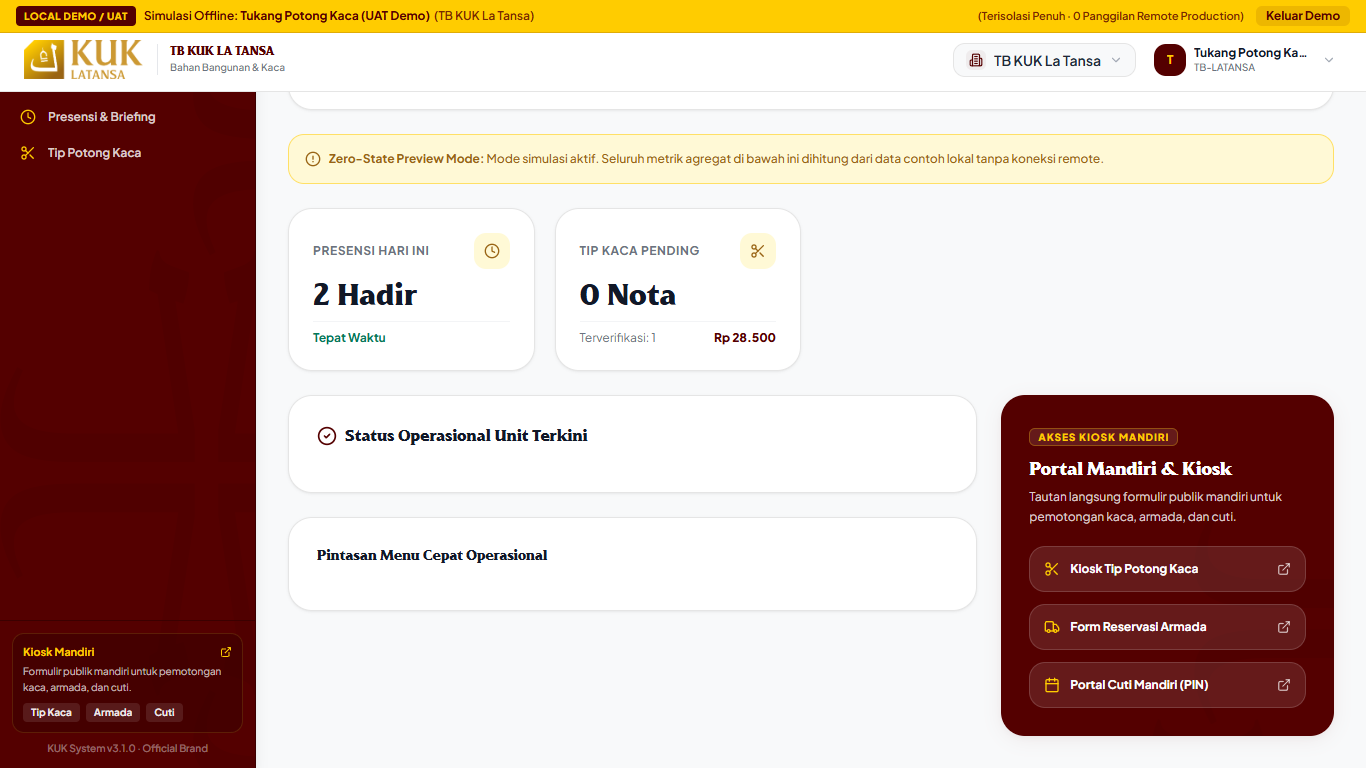 LOCAL DEMO / UAT Simulasi Offline: Tukang Potong Kaca (UAT Demo) (TB KUK La Tansa) (Terisolasi Penuh · 0 Panggilan Remote Production) Keluar Demo
KUK
LATANSA
TB KUK LA TANSA
Bahan Bangunan & Kaca
TB KUK La Tansa
T
Tukang Potong Ka...
TB-LATANSA
Presensi & Briefing
Tip Potong Kaca
Zero-State Preview Mode: Mode simulasi aktif. Seluruh metrik agregat di bawah ini dihitung dari data contoh lokal tanpa koneksi remote.
PRESENSI HARI INI
2 Hadir
Tepat Waktu
TIP KACA PENDING
0 Nota
Terverifikasi: 1 Rp 28.500
Status Operasional Unit Terkini
Pintasan Menu Cepat Operasional
AKSES KIOSK MANDIRI
Portal Mandiri & Kiosk
Tautan langsung formulir publik mandiri untuk
pemotongan kaca, armada, dan cuti.
Kiosk Tip Potong Kaca
Form Reservasi Armada
Portal Cuti Mandiri (PIN)
Kiosk Mandiri
Formulir publik mandiri untuk pemotongan
kaca, armada, dan cuti.
Tip Kaca Armada Cuti
KUK System v3.1.0 · Official Brand